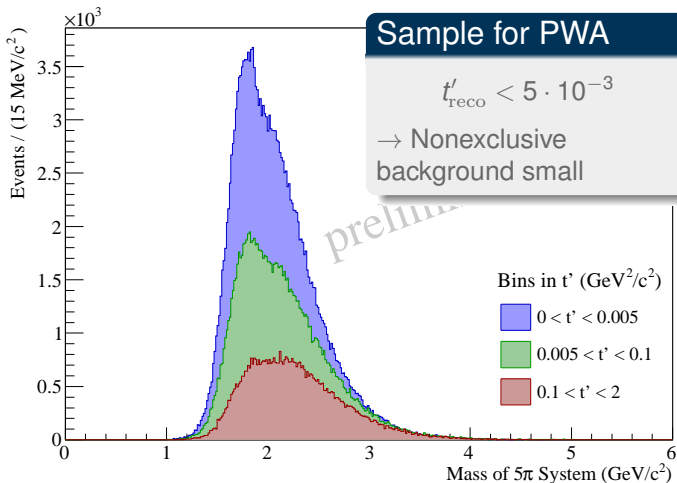 ×10³
Sample for PWA
t′reco < 5 · 10⁻³
→ Nonexclusive
background small
prelimi
Events / (15 MeV/c²)
3.5
3
2.5
2
1.5
1
0.5
0
Bins in t' (GeV²/c²)
0 < t' < 0.005
0.005 < t' < 0.1
0.1 < t' < 2
0 1 2 3 4 5 6
Mass of 5π System (GeV/c²)